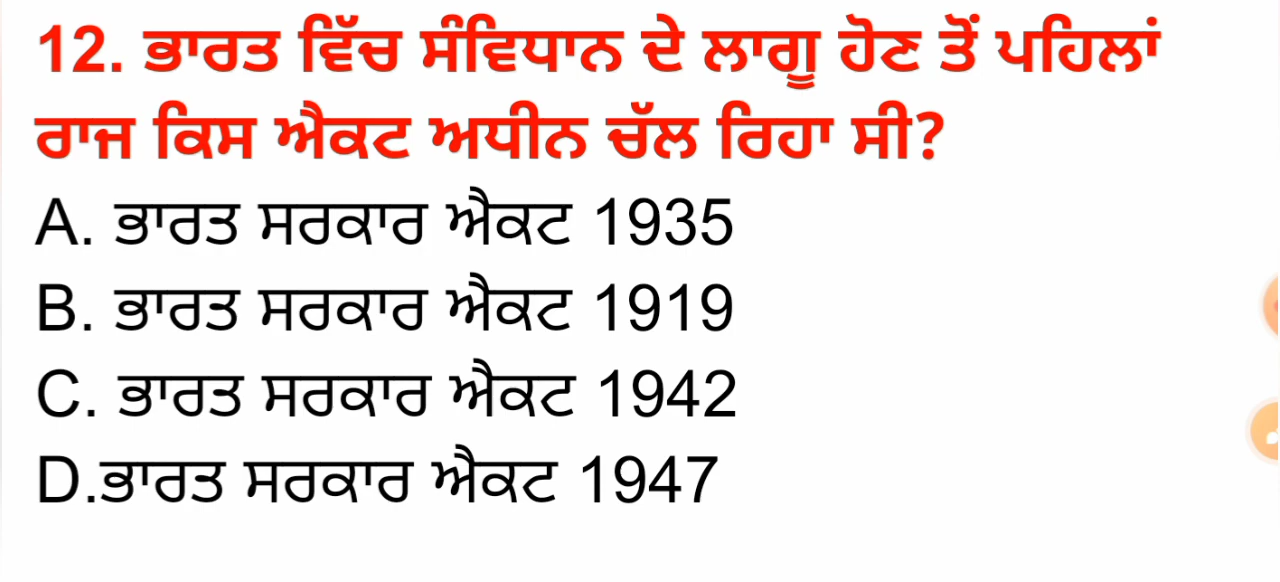 12. ਭਾਰਤ ਵਿੱਚ ਸੰਵਿਧਾਨ ਦੇ ਲਾਗੂ ਹੋਣ ਤੋਂ ਪਹਿਲਾਂ
ਰਾਜ ਕਿਸ ਐਕਟ ਅਧੀਨ ਚੱਲ ਰਿਹਾ ਸੀ?
A. ਭਾਰਤ ਸਰਕਾਰ ਐਕਟ 1935
B. ਭਾਰਤ ਸਰਕਾਰ ਐਕਟ 1919
C. ਭਾਰਤ ਸਰਕਾਰ ਐਕਟ 1942
D.ਭਾਰਤ ਸਰਕਾਰ ਐਕਟ 1947